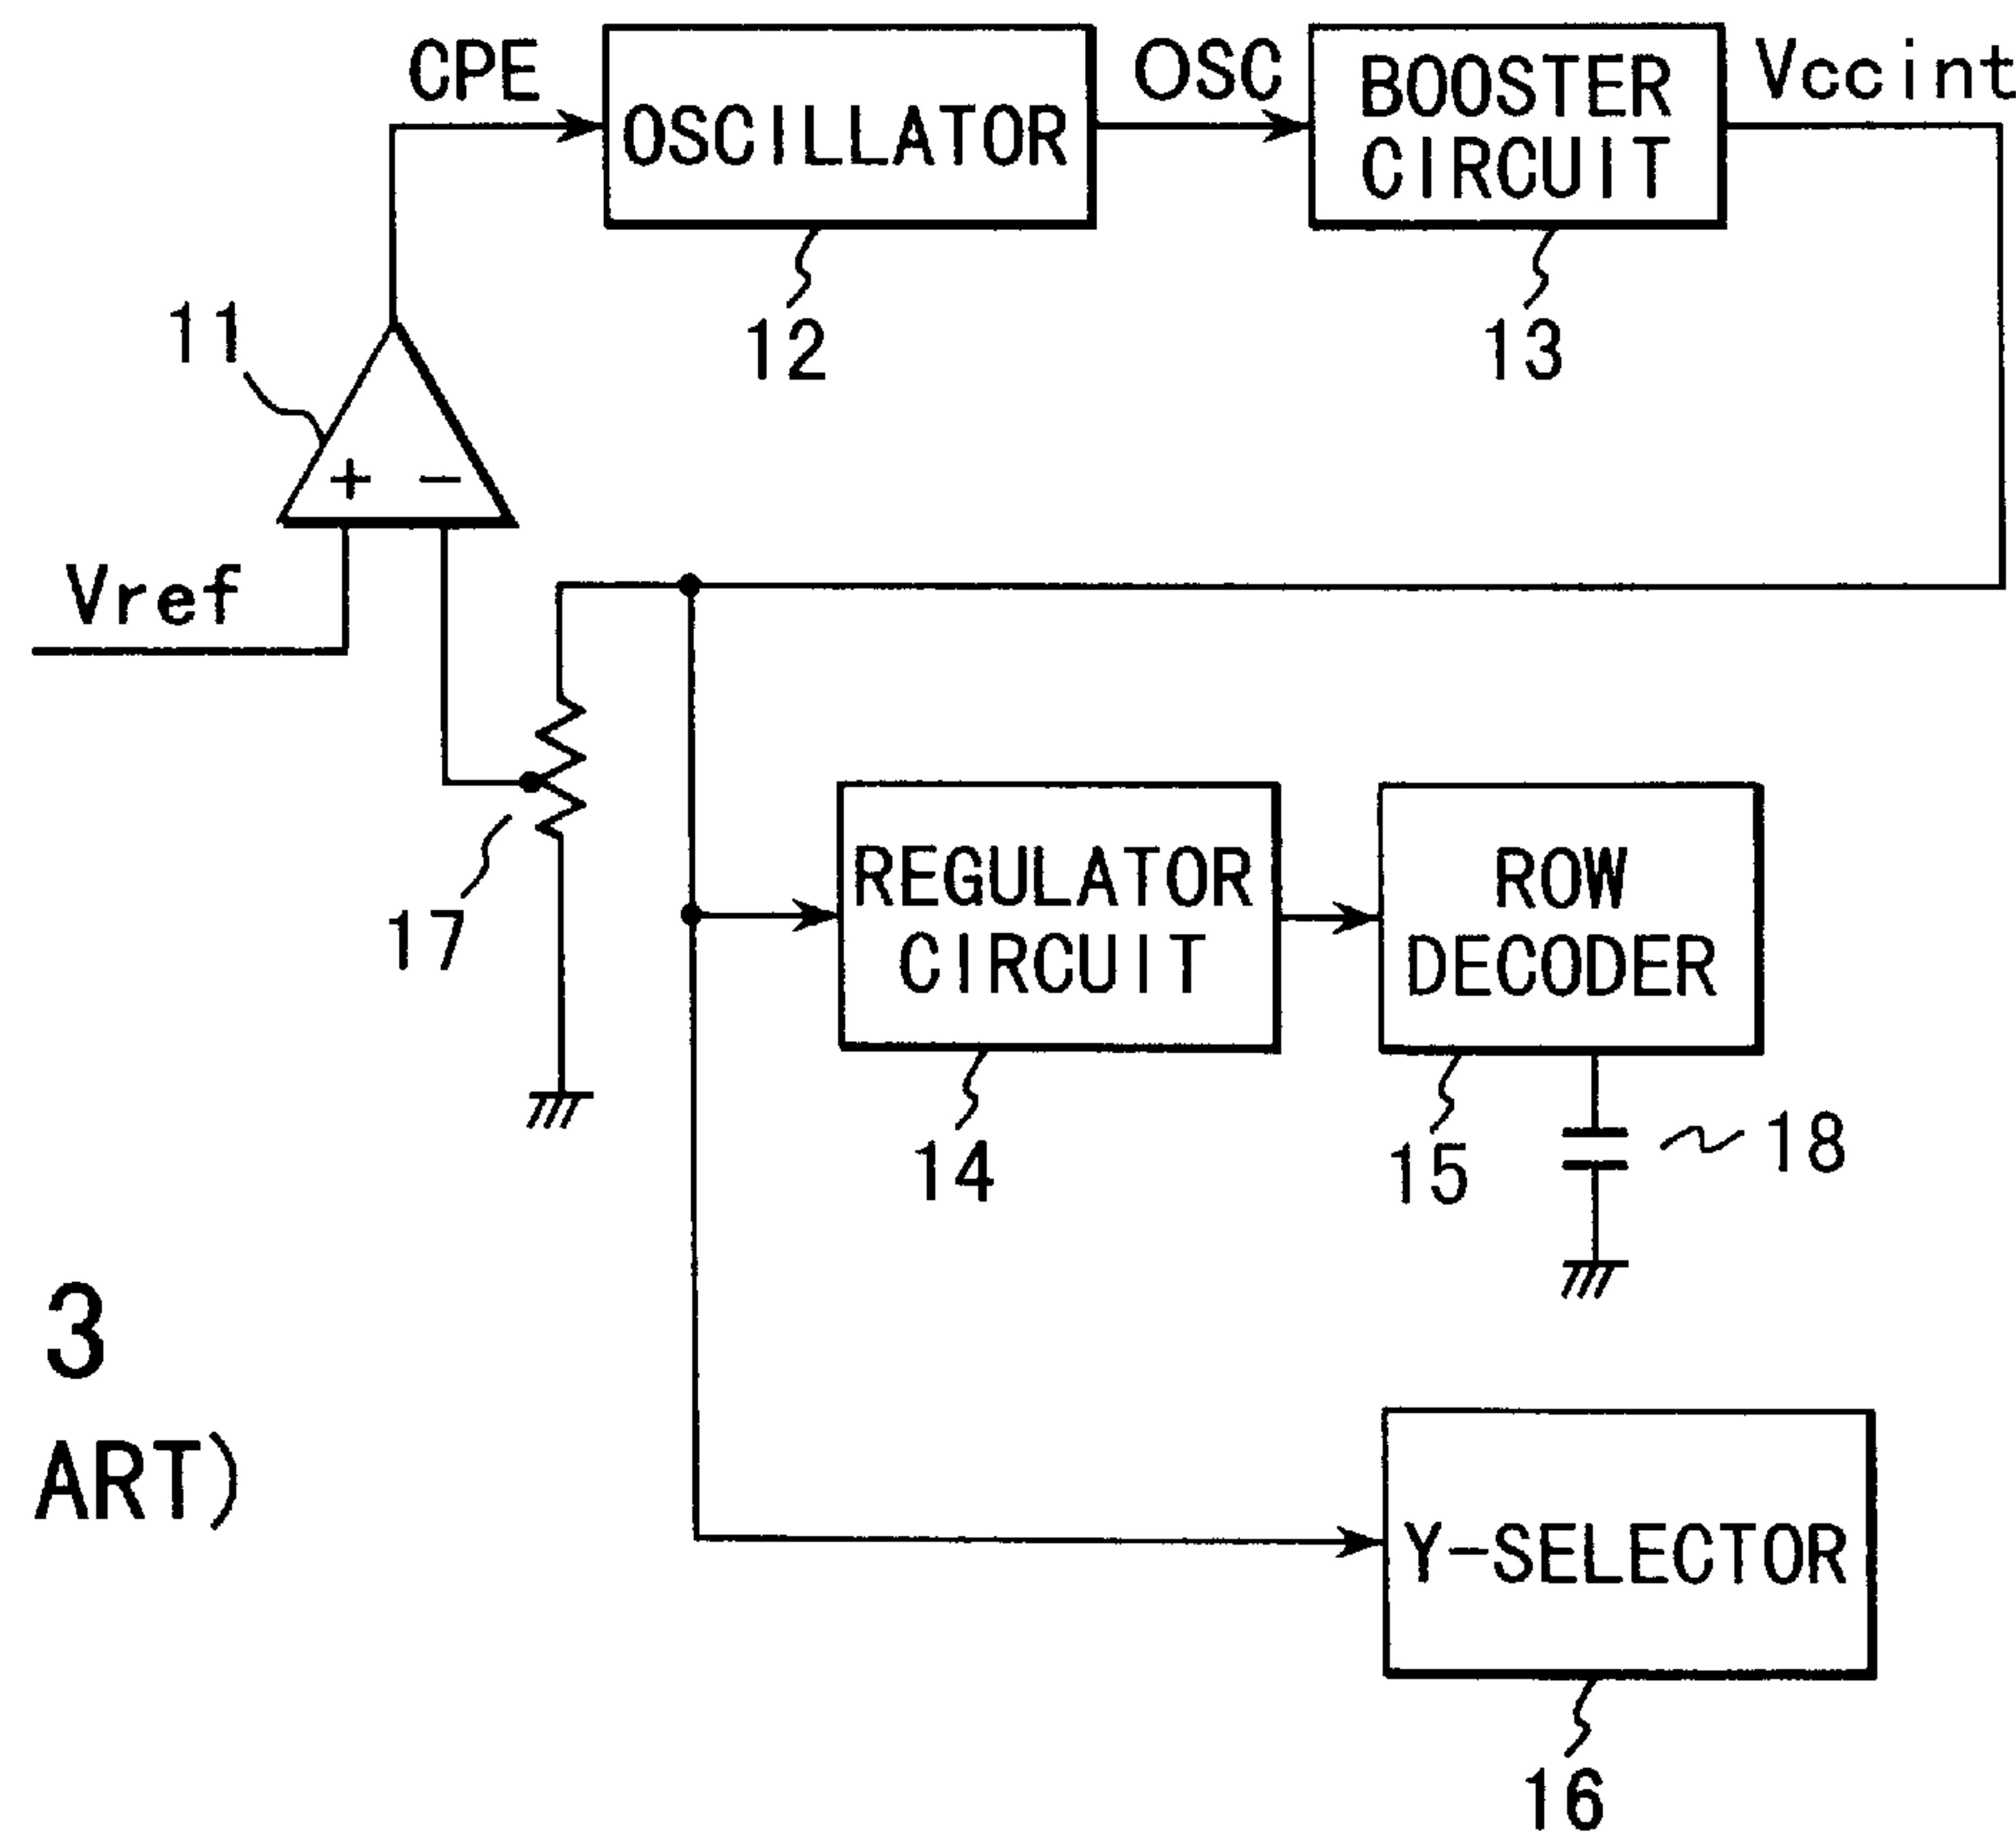 CPE
OSCILLATOR
OSC
BOOSTER
CIRCUIT
Vccint
11
12
13
+ -
Vref
17
REGULATOR
CIRCUIT
ROW
DECODER
14
15
18
3
ART)
Y-SELECTOR
16